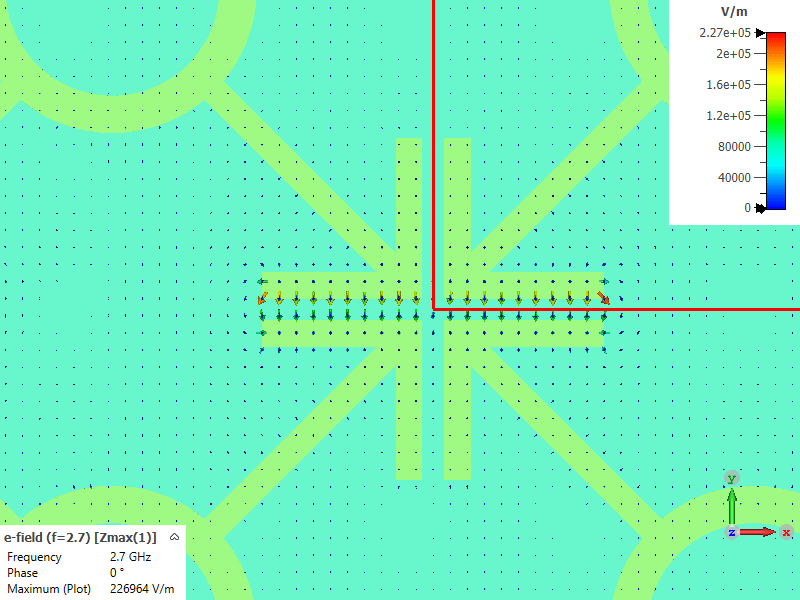 V/m
2.27e+05
2e+05
1.6e+05
1.2e+05
80000
40000
0
y
z
x
e-field (f=2.7) [Zmax(1)]
Frequency 2.7 GHz
Phase 0 °
Maximum (Plot) 226964 V/m